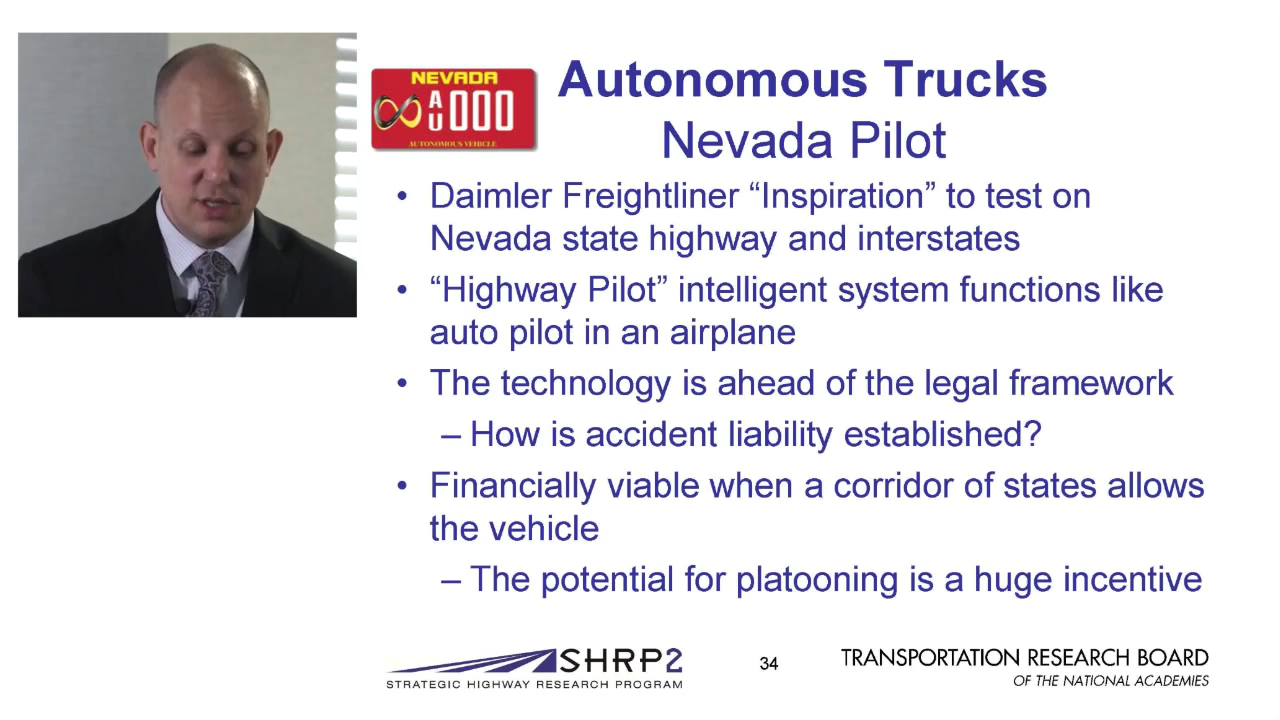 NEVADA
AU 000
AUTONOMOUS VEHICLE
Autonomous Trucks
Nevada Pilot
• Daimler Freightliner “Inspiration” to test on
Nevada state highway and interstates
• “Highway Pilot” intelligent system functions like
auto pilot in an airplane
• The technology is ahead of the legal framework
– How is accident liability established?
• Financially viable when a corridor of states allows
the vehicle
– The potential for platooning is a huge incentive
SHRP2
STRATEGIC HIGHWAY RESEARCH PROGRAM
34
TRANSPORTATION RESEARCH BOARD
OF THE NATIONAL ACADEMIES